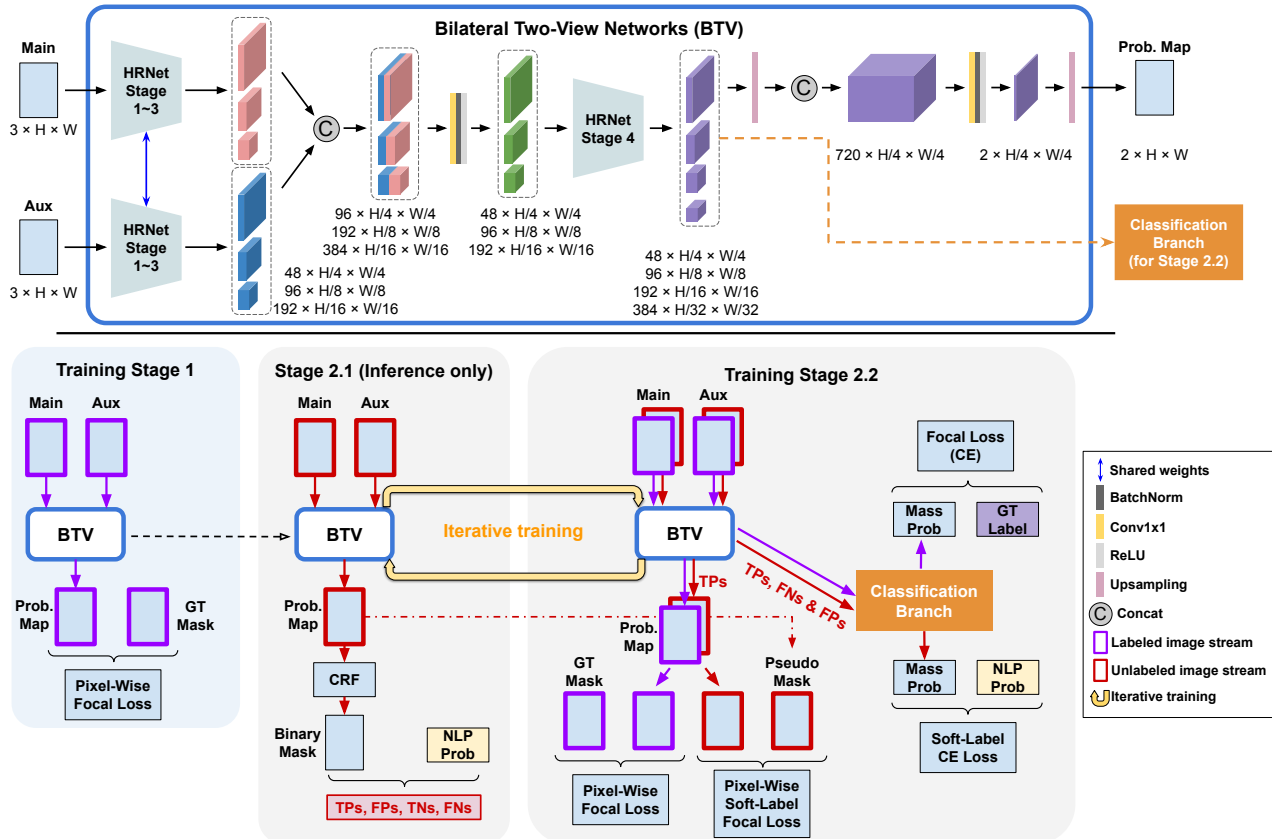 Bilateral Two-View Networks (BTV)
Main
3 × H × W
HRNet
Stage
1~3
Aux
3 × H × W
HRNet
Stage
1~3
48 × H/4 × W/4
96 × H/8 × W/8
192 × H/16 × W/16
C
96 × H/4 × W/4
192 × H/8 × W/8
384 × H/16 × W/16
48 × H/4 × W/4
96 × H/8 × W/8
192 × H/16 × W/16
HRNet
Stage 4
48 × H/4 × W/4
96 × H/8 × W/8
192 × H/16 × W/16
384 × H/32 × W/32
C
720 × H/4 × W/4
2 × H/4 × W/4
Prob. Map
2 × H × W
Classification
Branch
(for Stage 2.2)
Training Stage 1
Main
Aux
BTV
Prob.
Map
GT
Mask
Pixel-Wise
Focal Loss
Stage 2.1 (Inference only)
Main
Aux
BTV
Prob.
Map
CRF
Binary
Mask
NLP
Prob
TPs, FPs, TNs, FNs
Iterative training
Training Stage 2.2
Main
Aux
BTV
TPs
TPs, FNs & FPs
Prob.
Map
GT
Mask
Pseudo
Mask
Pixel-Wise
Focal Loss
Pixel-Wise
Soft-Label
Focal Loss
Focal Loss
(CE)
Mass
Prob
GT
Label
Classification
Branch
Mass
Prob
NLP
Prob
Soft-Label
CE Loss
Shared weights
BatchNorm
Conv1x1
ReLU
Upsampling
C
Concat
Labeled image stream
Unlabeled image stream
Iterative training